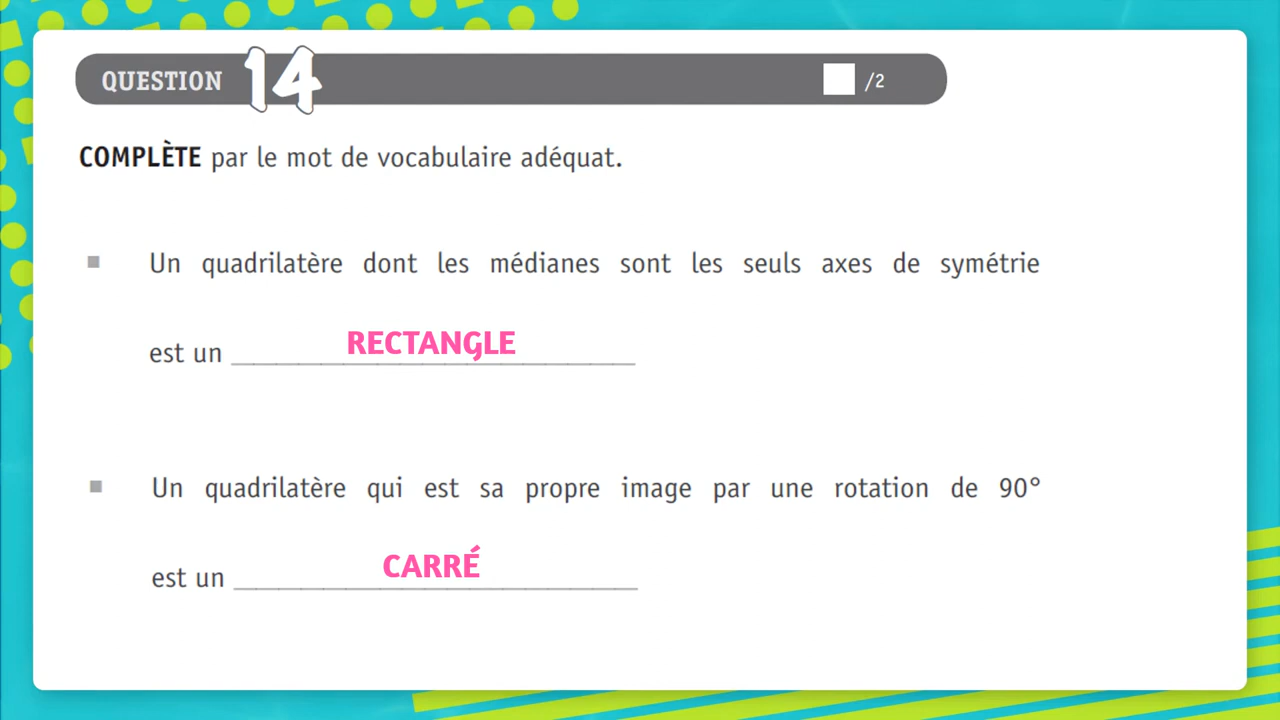 QUESTION 14 /2
COMPLÈTE par le mot de vocabulaire adéquat.
Un quadrilatère dont les médianes sont les seuls axes de symétrie
est un RECTANGLE
Un quadrilatère qui est sa propre image par une rotation de 90°
est un CARRÉ